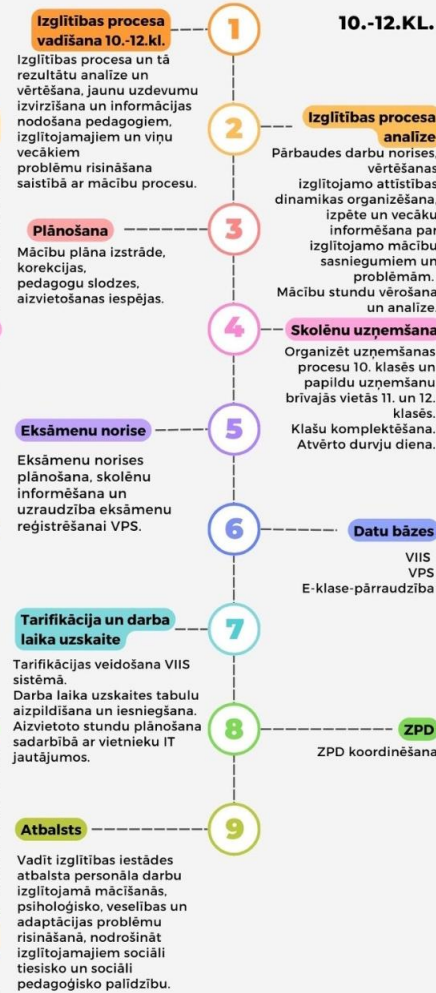 10.-12.KL.
1
Izglītības procesa
vadīšana 10.-12.kl.
Izglītības procesa un tā
rezultātu analīze un
vērtēšana, jaunu uzdevumu
izvirzīšana un informācijas
nodošana pedagogiem,
izglītojamajiem un viņu
vecākiem
problēmu risināšana
saistībā ar mācību procesu.
2
Izglītības procesa
analīze
Pārbaudes darbu norises,
vērtēšanas
izglītojamo attīstības
dinamikas organizēšana,
izpēte un vecāku
informēšana par
izglītojamo mācību
sasniegumiem un
problēmām.
Mācību stundu vērošana
un analīze.
3
Plānošana
Mācību plāna izstrāde,
korekcijas,
pedagogu slodzes,
aizvietošanas iespējas.
4
Skolēnu uzņemšana
Organizēt uzņemšanas
procesu 10. klasēs un
papildu uzņemšanu
brīvajās vietās 11. un 12.
klasēs.
Klašu komplektēšana.
Atvērto durvju diena.
5
Eksāmenu norise
Eksāmenu norises
plānošana, skolēnu
informēšana un
uzraudzība eksāmenu
reģistrēšanai VPS.
6
Datu bāzes
VIIS
VPS
E-klase-pārraudzība
7
Tarifikācija un darba
laika uzskaite
Tarifikācijas veidošana VIIS
sistēmā.
Darba laika uzskaites tabulu
aizpildīšana un iesniegšana.
Aizvietoto stundu plānošana
sadarbībā ar vietnieku IT
jautājumos.
8
ZPD
ZPD koordinēšana
9
Atbalsts
Vadīt izglītības iestādes
atbalsta personāla darbu
izglītojamā mācīšanās,
psiholoģisko, veselības un
adaptācijas problēmu
risināšanā, nodrošināt
izglītojamajiem sociāli
tiesisko un sociāli
pedagoģisko palīdzību.